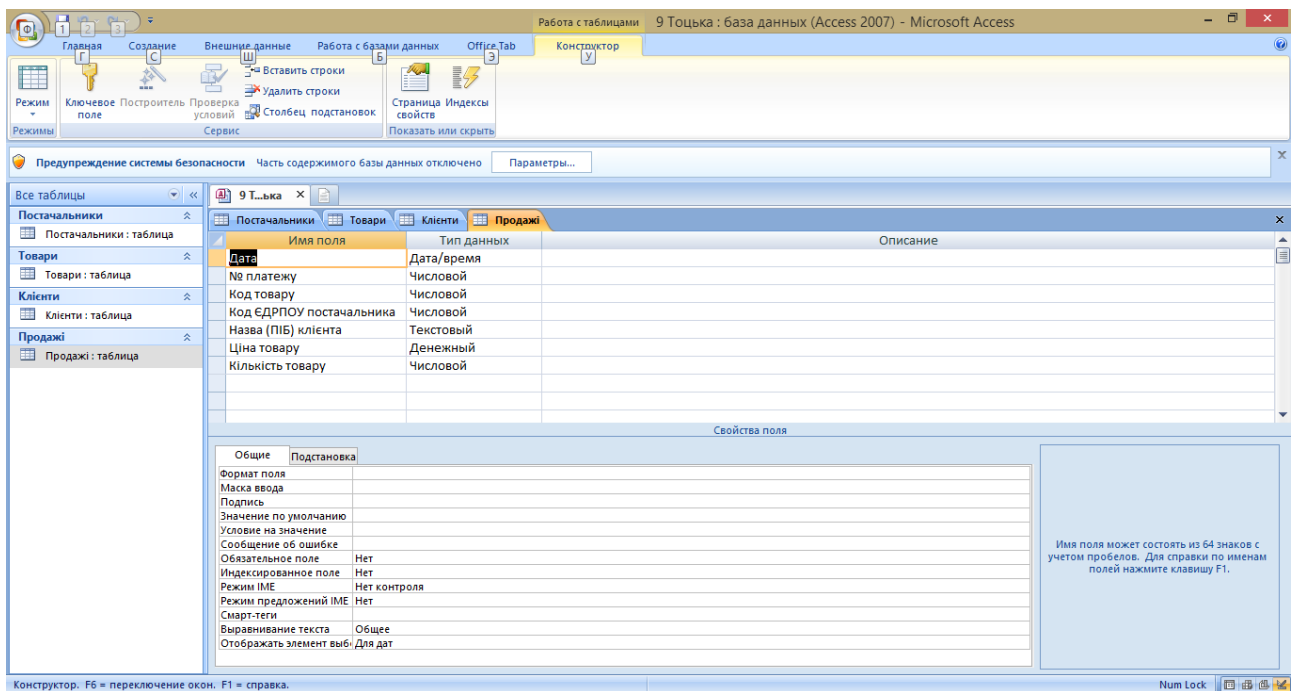 Работа с таблицами 9 Тоцька : база данных (Access 2007) - Microsoft Access
1 2 3
Главная Создание Внешние данные Работа с базами данных Office Tab Конструктор
Г С Ш Б Э У
Режим
Ключевое поле
Построитель
Проверка условий
Вставить строки
Удалить строки
Столбец подстановок
Страница свойств
Индексы
Режимы Сервис Показать или скрыть
Предупреждение системы безопасности Часть содержимого базы данных отключено Параметры...
Все таблицы
Постачальники
Постачальники : таблица
Товари
Товари : таблица
Клієнти
Клієнти : таблица
Продажі
Продажі : таблица
9 Т...ька
Постачальники Товари Клієнти Продажі
Имя поля Тип данных Описание
Дата Дата/время
№ платежу Числовой
Код товару Числовой
Код ЄДРПОУ постачальника Числовой
Назва (ПІБ) клієнта Текстовый
Ціна товару Денежный
Кількість товару Числовой
Свойства поля
Общие Подстановка
Формат поля
Маска ввода
Подпись
Значение по умолчанию
Условие на значение
Сообщение об ошибке
Обязательное поле Нет
Индексированное поле Нет
Режим IME Нет контроля
Режим предложений IME Нет
Смарт-теги
Выравнивание текста Общее
Отображать элемент выб Для дат
Имя поля может состоять из 64 знаков с
учетом пробелов. Для справки по именам
полей нажмите клавишу F1.
Конструктор. F6 = переключение окон. F1 = справка. Num Lock